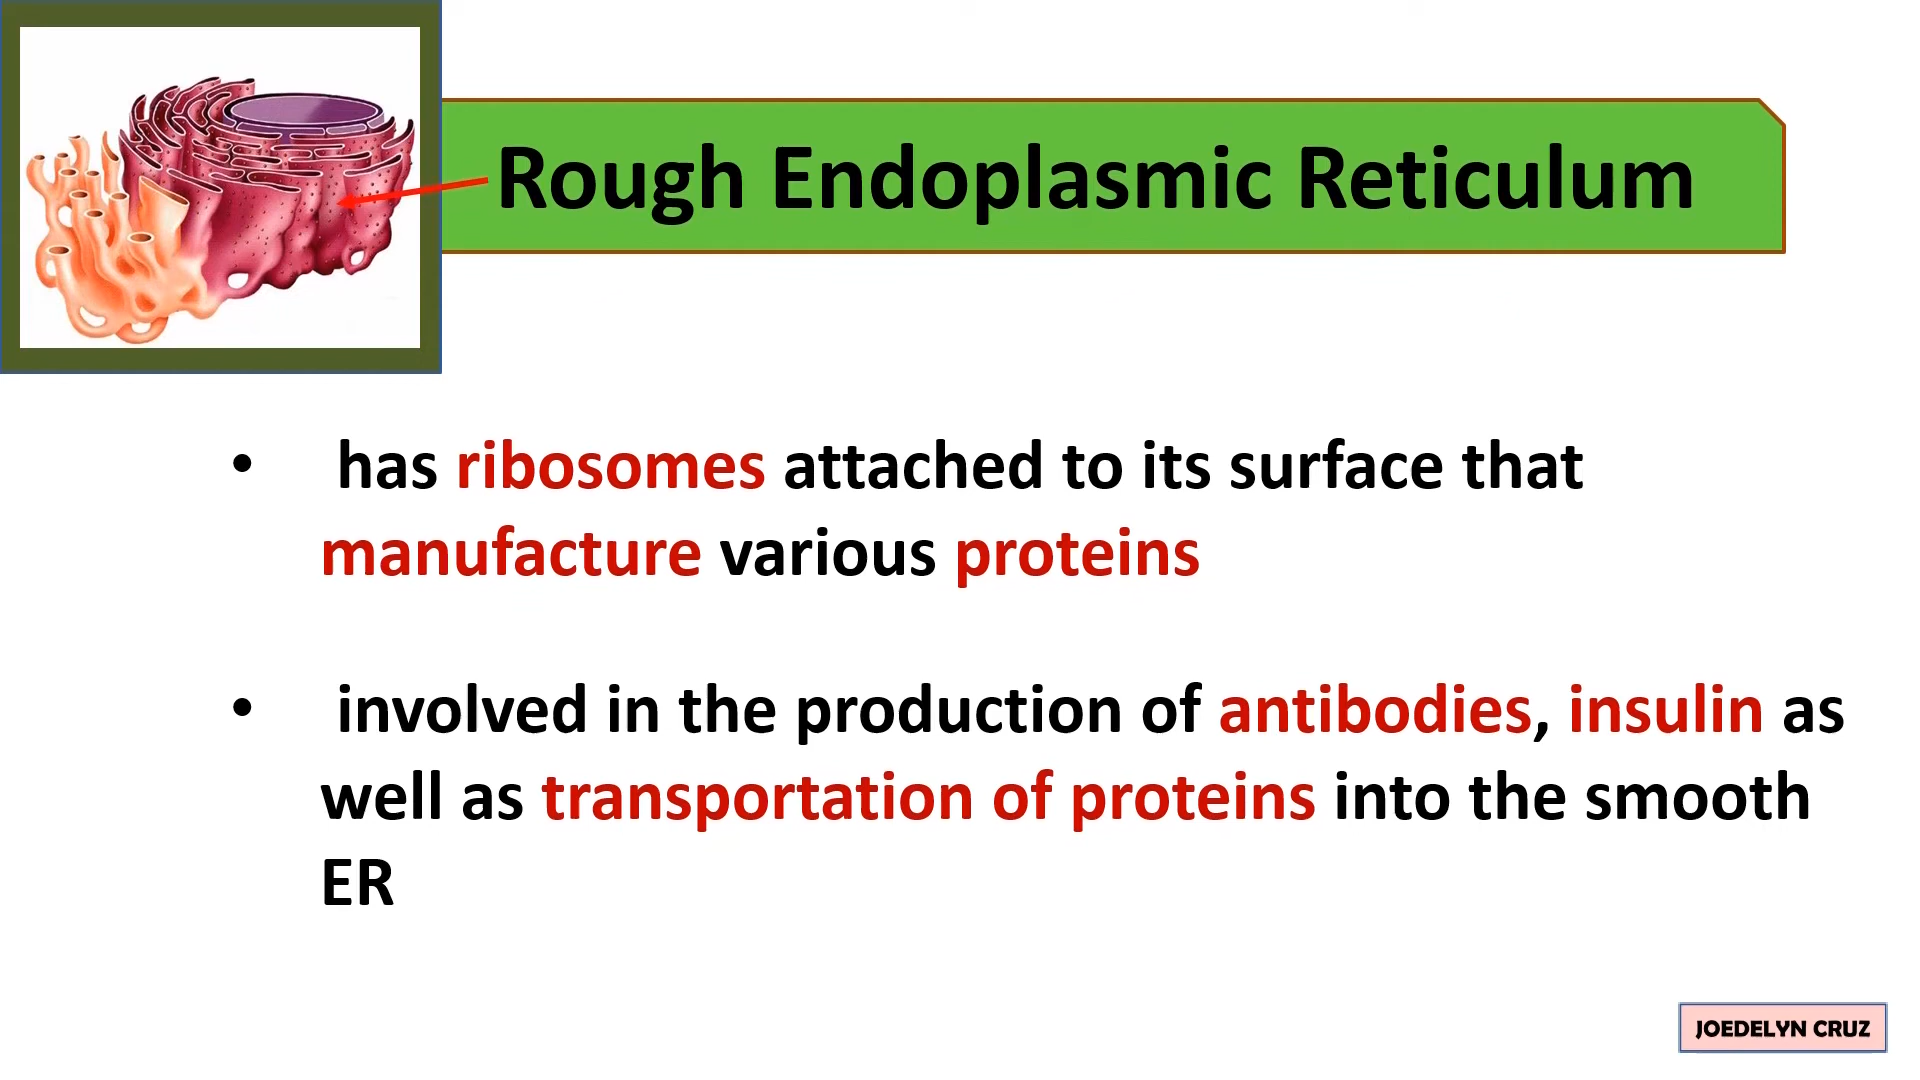 Rough Endoplasmic Reticulum
• has ribosomes attached to its surface that
manufacture various proteins
• involved in the production of antibodies, insulin as
well as transportation of proteins into the smooth
ER
JOEDELYN CRUZ